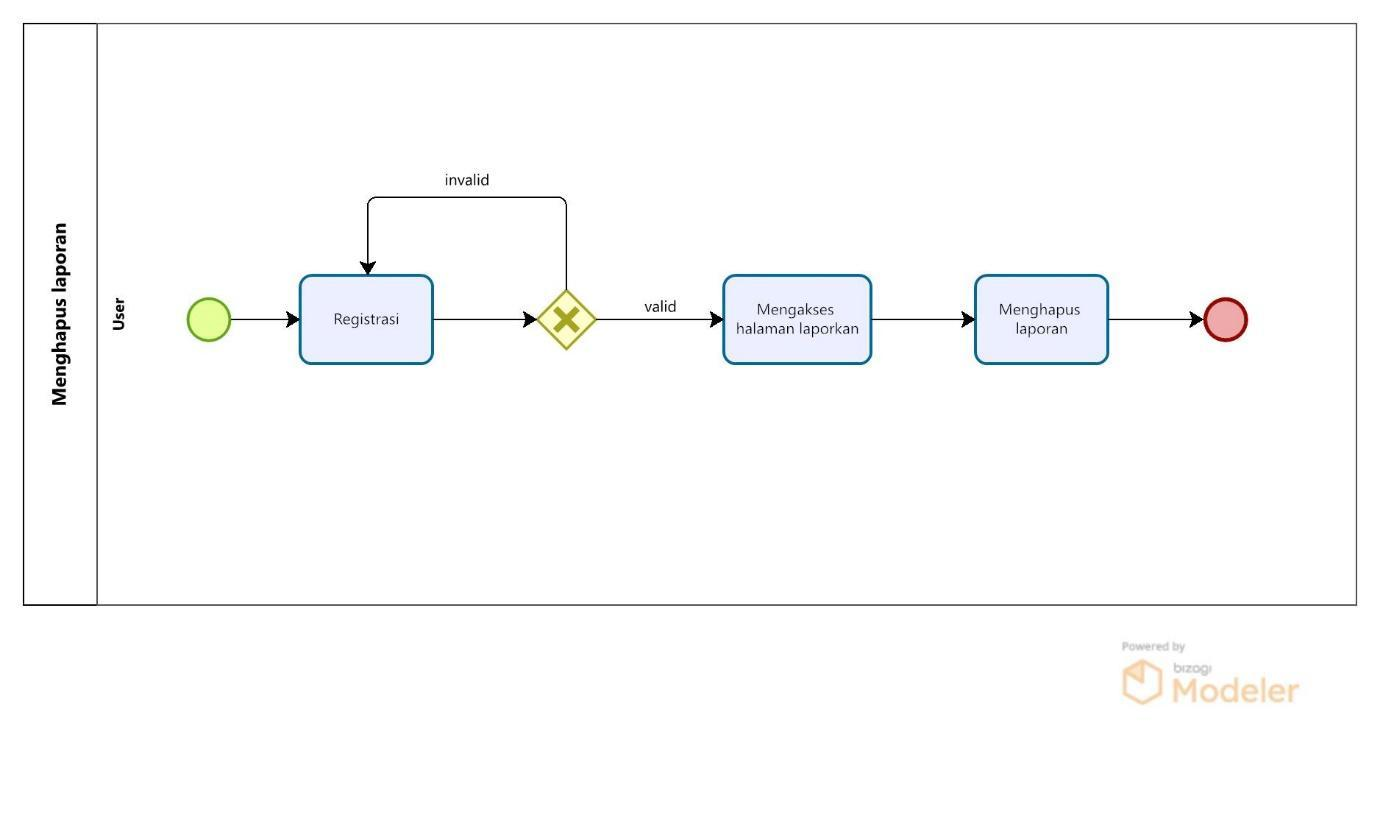 Menghapus laporan
User
invalid
Registrasi
valid
Mengakses
halaman laporkan
Menghapus
laporan
Powered by
bizagi
Modeler